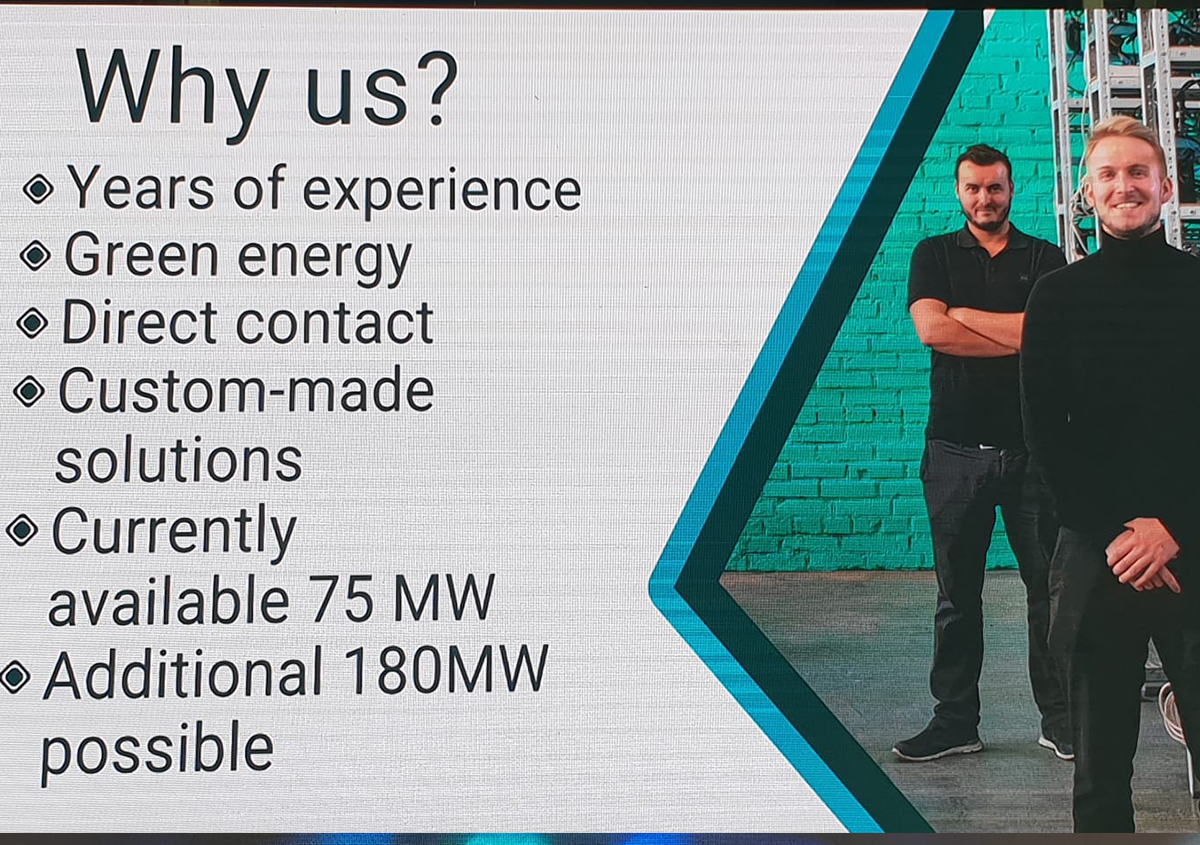 Why us?
Years of experience
Green energy
Direct contact
Custom-made
solutions
Currently
available 75 MW
Additional 180MW
possible